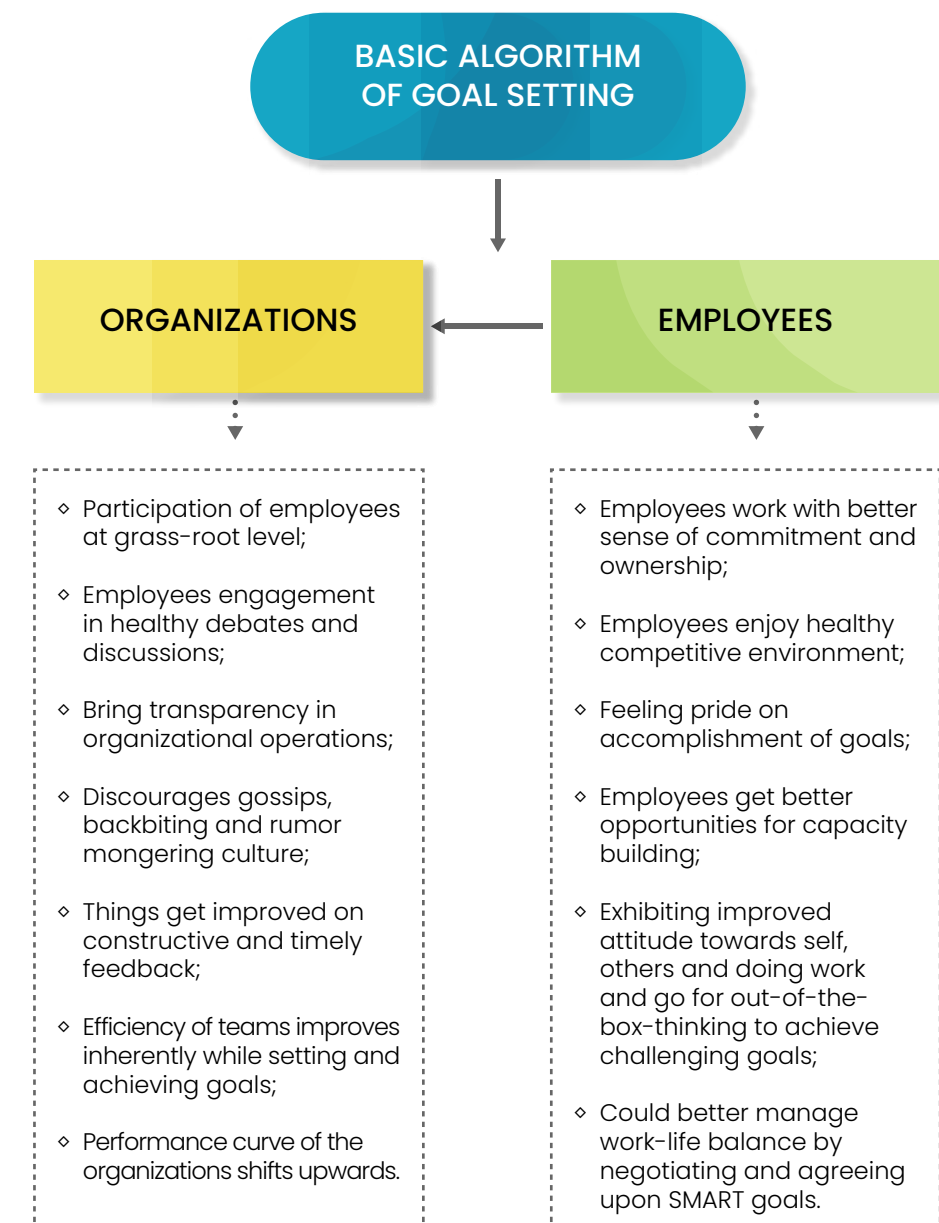 BASIC ALGORITHM
OF GOAL SETTING
ORGANIZATIONS
EMPLOYEES
◇ Participation of employees
at grass-root level;
◇ Employees engagement
in healthy debates and
discussions;
◇ Bring transparency in
organizational operations;
◇ Discourages gossips,
backbiting and rumor
mongering culture;
◇ Things get improved on
constructive and timely
feedback;
◇ Efficiency of teams improves
inherently while setting and
achieving goals;
◇ Performance curve of the
organizations shifts upwards.
◇ Employees work with better
sense of commitment and
ownership;
◇ Employees enjoy healthy
competitive environment;
◇ Feeling pride on
accomplishment of goals;
◇ Employees get better
opportunities for capacity
building;
◇ Exhibiting improved
attitude towards self,
others and doing work
and go for out-of-the-
box-thinking to achieve
challenging goals;
◇ Could better manage
work-life balance by
negotiating and agreeing
upon SMART goals.